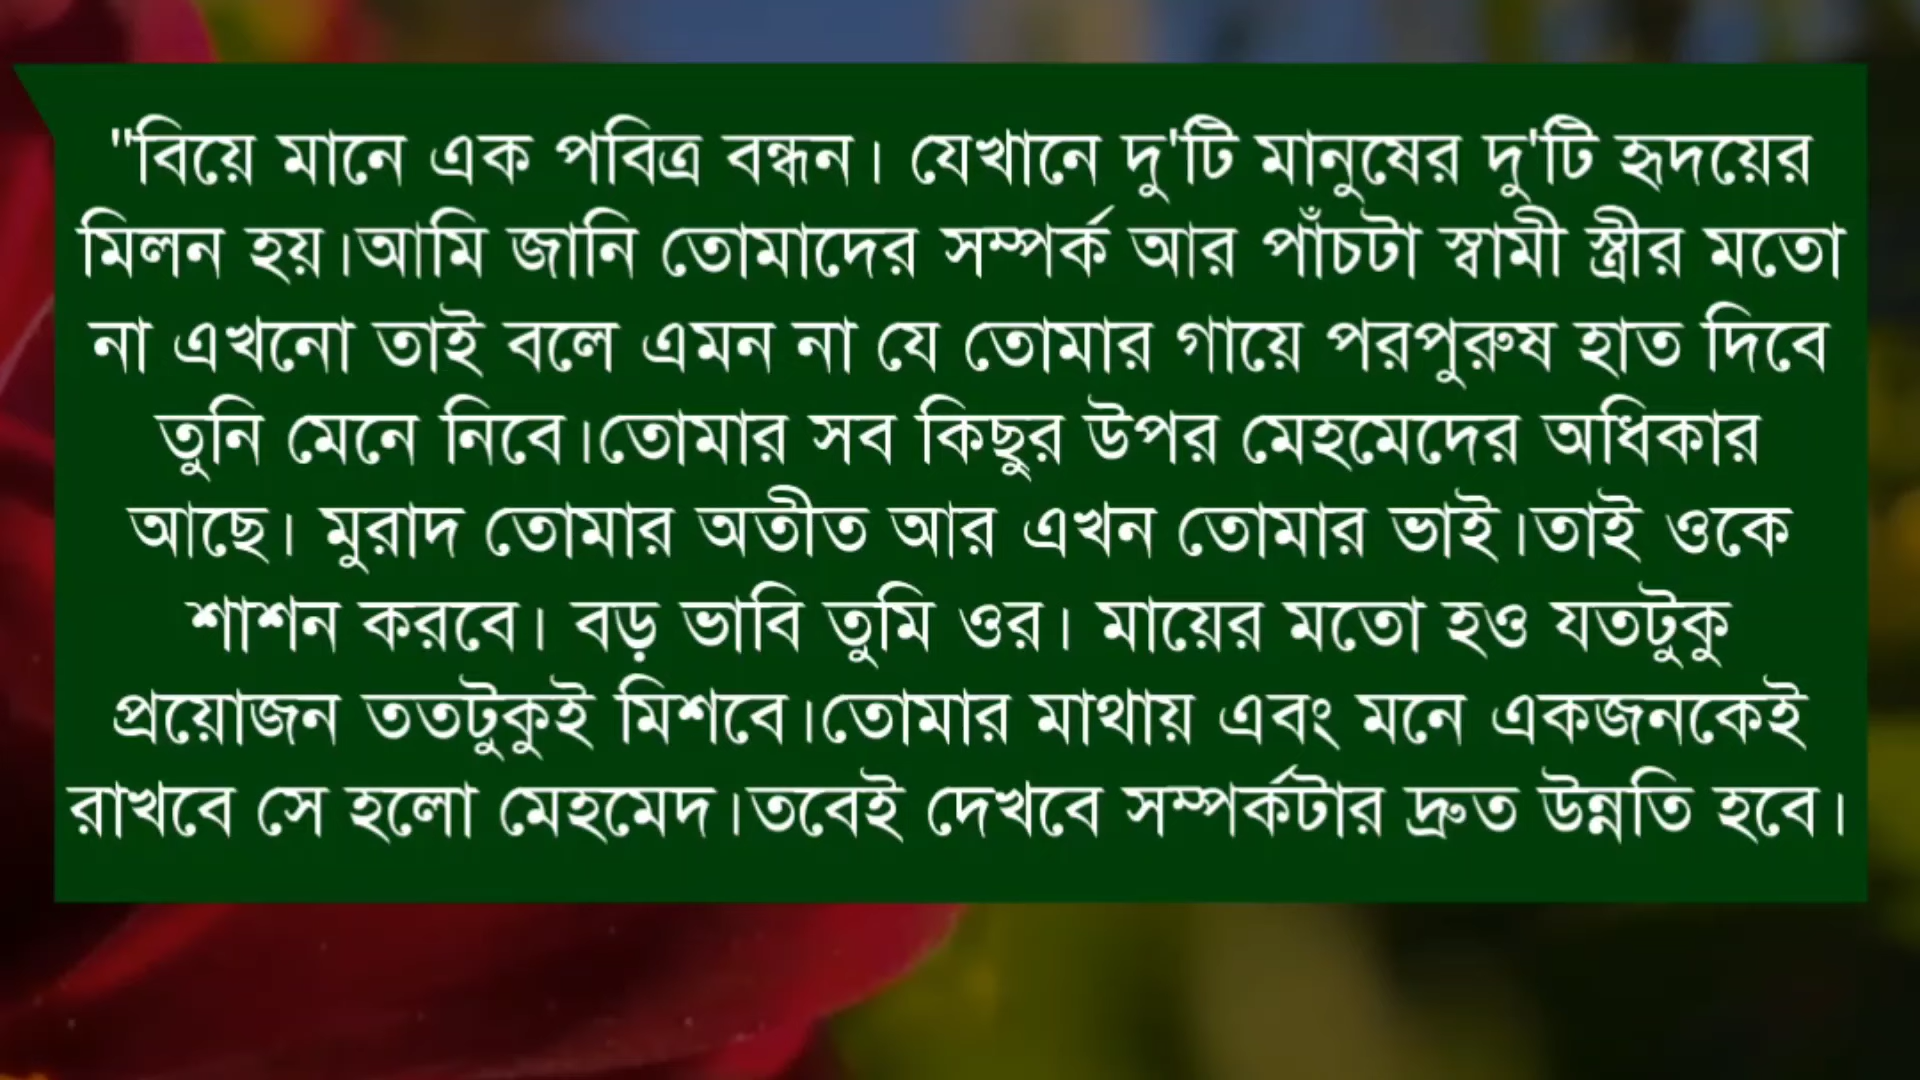 "বিয়ে মানে এক পবিত্র বন্ধন। যেখানে দু'টি মানুষের দু'টি হৃদয়ের
মিলন হয়।আমি জানি তোমাদের সম্পর্ক আর পাঁচটা স্বামী স্ত্রীর মতো
না এখনো তাই বলে এমন না যে তোমার গায়ে পরপুরুষ হাত দিবে
তুনি মেনে নিবে।তোমার সব কিছুর উপর মেহমেদের অধিকার
আছে। মুরাদ তোমার অতীত আর এখন তোমার ভাই।তাই ওকে
শাশন করবে। বড় ভাবি তুমি ওর। মায়ের মতো হও যতটুকু
প্রয়োজন ততটুকুই মিশবে।তোমার মাথায় এবং মনে একজনকেই
রাখবে সে হলো মেহমেদ।তবেই দেখবে সম্পর্কটার দ্রুত উন্নতি হবে।